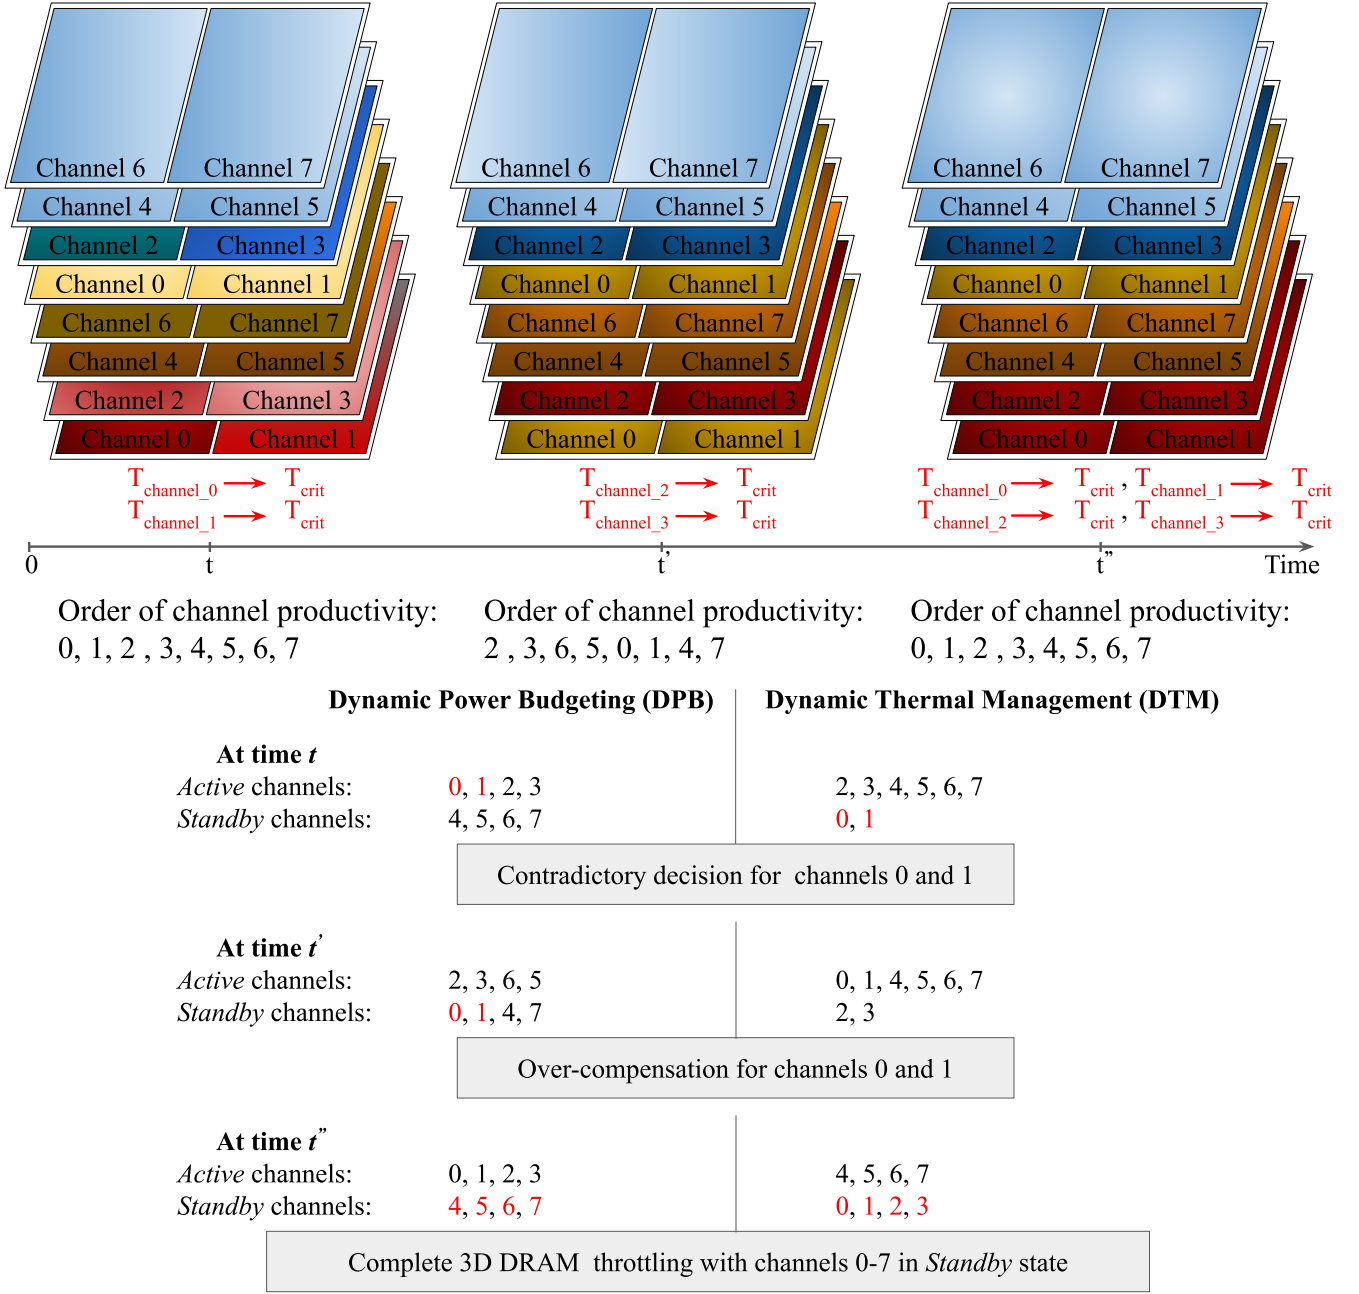 Channel 6 Channel 7 Channel 6 Channel 7 Channel 6 Channel 7
Channel 4 Channel 5 Channel 4 Channel 5 Channel 4 Channel 5
Channel 2 Channel 3 Channel 2 Channel 3 Channel 2 Channel 3
Channel 0 Channel 1 Channel 0 Channel 1 Channel 0 Channel 1
Channel 6 Channel 7 Channel 6 Channel 7 Channel 6 Channel 7
Channel 4 Channel 5 Channel 4 Channel 5 Channel 4 Channel 5
Channel 2 Channel 3 Channel 2 Channel 3 Channel 2 Channel 3
Channel 0 Channel 1 Channel 0 Channel 1 Channel 0 Channel 1
Tchannel_0 → Tcrit Tchannel_2 → Tcrit Tchannel_0 → Tcrit , Tchannel_1 → Tcrit
Tchannel_1 → Tcrit Tchannel_3 → Tcrit Tchannel_2 → Tcrit , Tchannel_3 → Tcrit
0 t t’ t” Time
Order of channel productivity: Order of channel productivity: Order of channel productivity:
0, 1, 2 , 3, 4, 5, 6, 7 2 , 3, 6, 5, 0, 1, 4, 7 0, 1, 2 , 3, 4, 5, 6, 7
Dynamic Power Budgeting (DPB) Dynamic Thermal Management (DTM)
At time t
Active channels: 0, 1, 2, 3 2, 3, 4, 5, 6, 7
Standby channels: 4, 5, 6, 7 0, 1
Contradictory decision for channels 0 and 1
At time t’
Active channels: 2, 3, 6, 5 0, 1, 4, 5, 6, 7
Standby channels: 0, 1, 4, 7 2, 3
Over-compensation for channels 0 and 1
At time t”
Active channels: 0, 1, 2, 3 4, 5, 6, 7
Standby channels: 4, 5, 6, 7 0, 1, 2, 3
Complete 3D DRAM throttling with channels 0-7 in Standby state